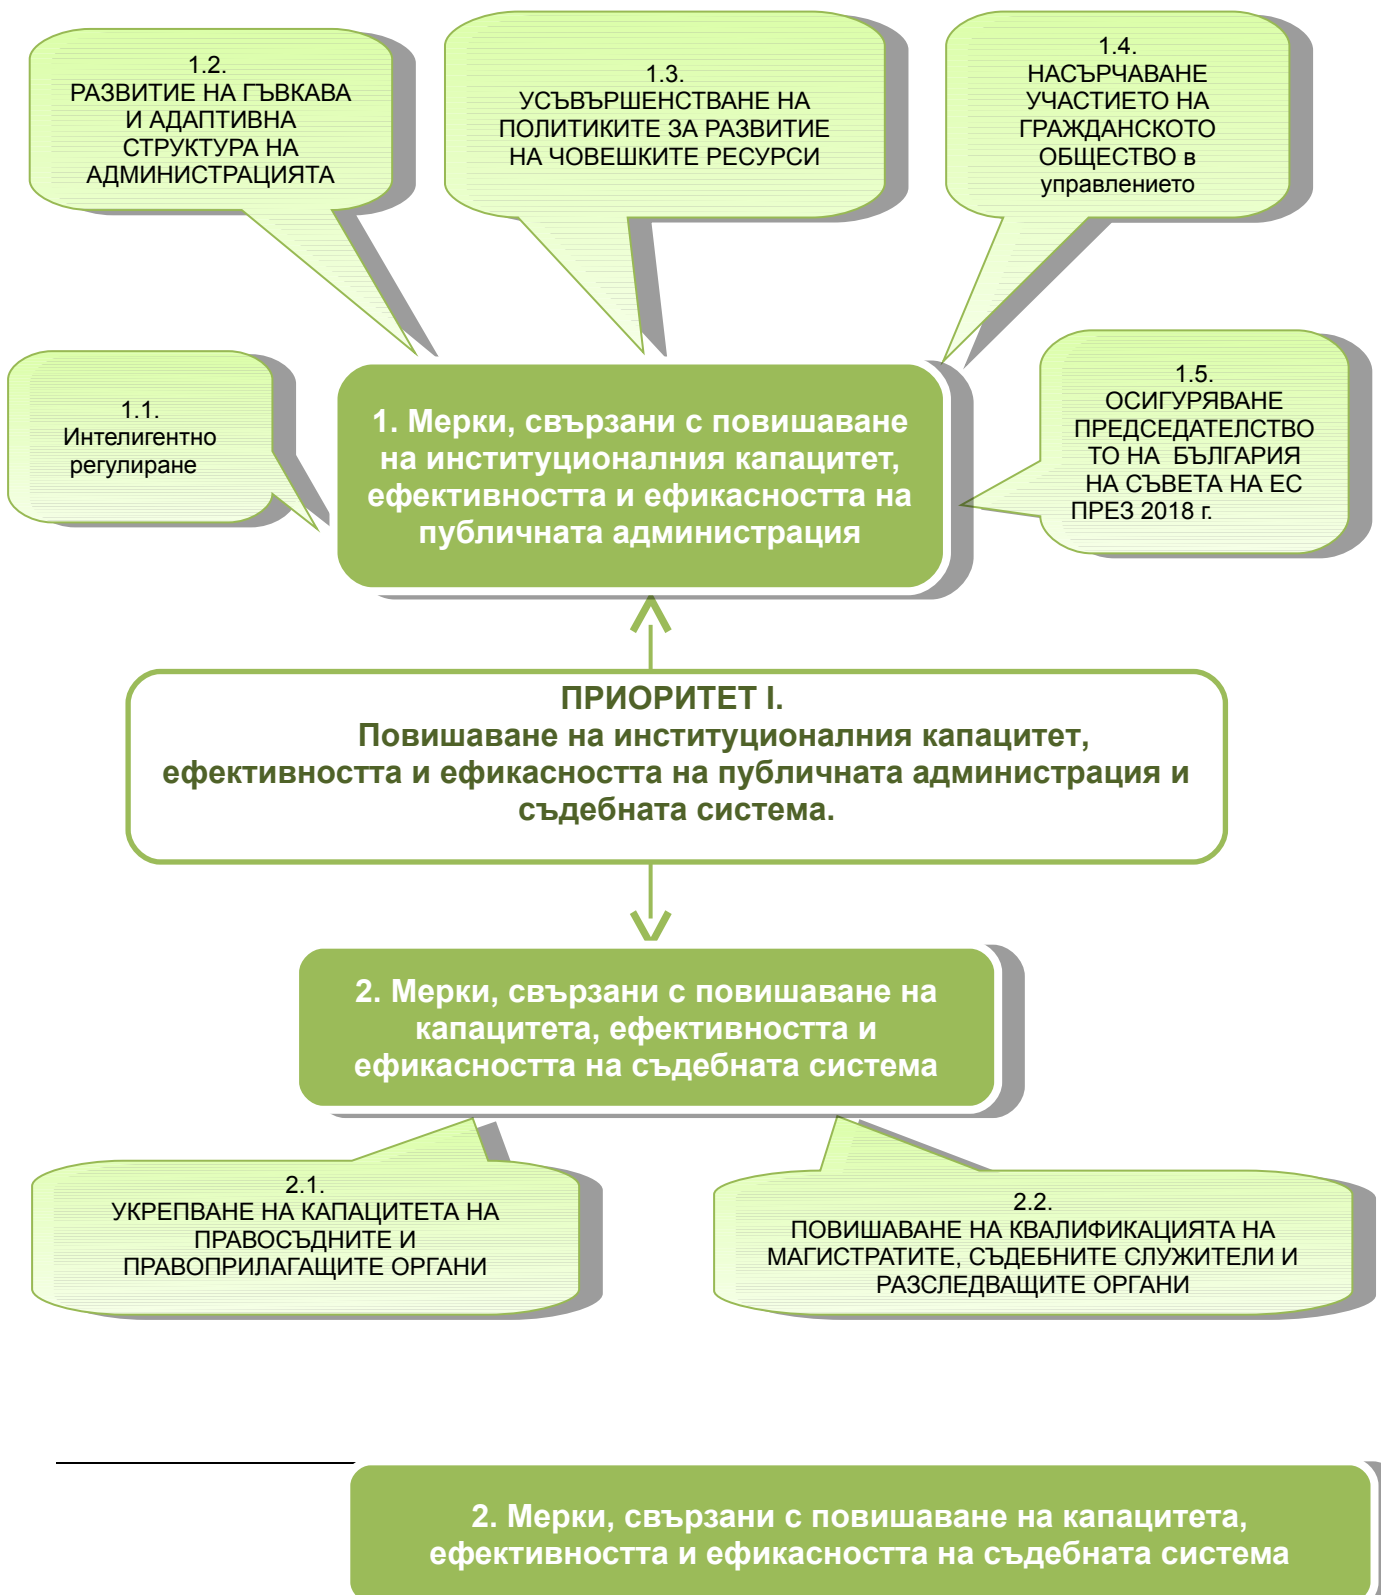 1.2.
РАЗВИТИЕ НА ГЪВКАВА
И АДАПТИВНА
СТРУКТУРА НА
АДМИНИСТРАЦИЯТА
1.3.
УСЪВЪРШЕНСТВАНЕ НА
ПОЛИТИКИТЕ ЗА РАЗВИТИЕ
НА ЧОВЕШКИТЕ РЕСУРСИ
1.4.
НАСЪРЧАВАНЕ
УЧАСТИЕТО НА
ГРАЖДАНСКОТО
ОБЩЕСТВО в
управлението
1.1.
Интелигентно
регулиране
1. Мерки, свързани с повишаване
на институционалния капацитет,
ефективността и ефикасността на
публичната администрация
1.5.
ОСИГУРЯВАНЕ
ПРЕДСЕДАТЕЛСТВО
ТО НА БЪЛГАРИЯ
НА СЪВЕТА НА ЕС
ПРЕЗ 2018 г.
ПРИОРИТЕТ I.
Повишаване на институционалния капацитет,
ефективността и ефикасността на публичната администрация и
съдебната система.
2. Мерки, свързани с повишаване на
капацитета, ефективността и
ефикасността на съдебната система
2.1.
УКРЕПВАНЕ НА КАПАЦИТЕТА НА
ПРАВОСЪДНИТЕ И
ПРАВОПРИЛАГАЩИТЕ ОРГАНИ
2.2.
ПОВИШАВАНЕ НА КВАЛИФИКАЦИЯТА НА
МАГИСТРАТИТЕ, СЪДЕБНИТЕ СЛУЖИТЕЛИ И
РАЗСЛЕДВАЩИТЕ ОРГАНИ
2. Мерки, свързани с повишаване на капацитета,
ефективността и ефикасността на съдебната система